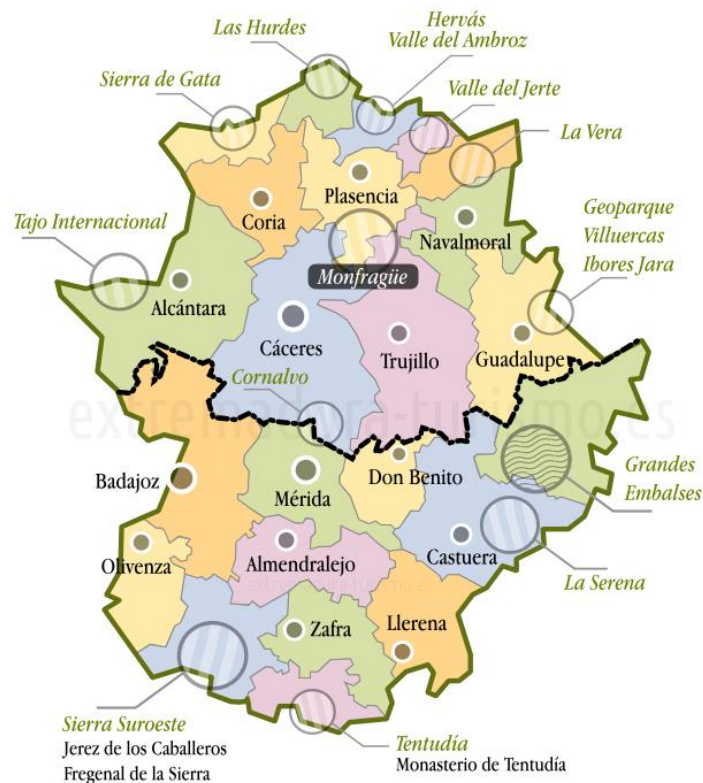 Las Hurdes
Hervás
Valle del Ambroz
Sierra de Gata
Valle del Jerte
La Vera
Plasencia
Coria
Tajo Internacional
Navalmoral
Geoparque
Villuercas
Ibores Jara
Monfragüe
Alcántara
Cáceres
Trujillo
Guadalupe
Cornalvo
extremadura-turismo.es
Badajoz
Mérida
Don Benito
Grandes
Embalses
Olivenza
Almendralejo
Castuera
extremadura-turismo.es
La Serena
Zafra
Llerena
Sierra Suroeste
Jerez de los Caballeros
Fregenal de la Sierra
Tentudía
Monasterio de Tentudía